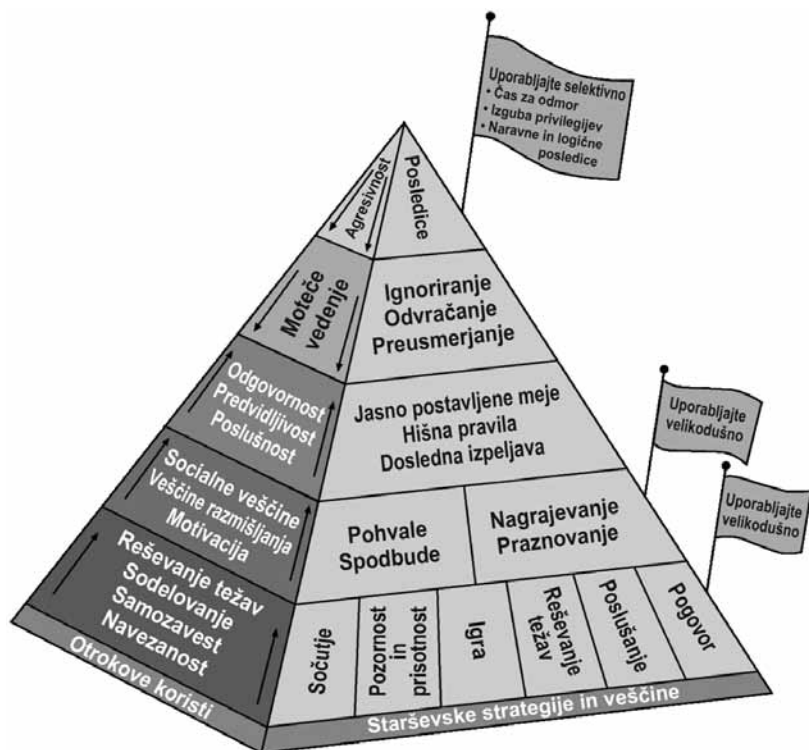 Uporabljajte selektivno
• Čas za odmor
• Izguba privilegijev
• Naravne in logične
posledice
Agresivnost
Posledice
Moteče
vedenje
Ignoriranje
Odvračanje
Preusmerjanje
Odgovornost
Predvidljivost
Poslušnost
Jasno postavljene meje
Hišna pravila
Dosledna izpeljava
Uporabljajte
velikodušno
Socialne veščine
Veščine razmišljanja
Motivacija
Pohvale
Spodbude
Nagrajevanje
Praznovanje
Uporabljajte
velikodušno
Reševanje težav
Sodelovanje
Samozavest
Navezanost
Sočutje
Pozornost
in
prisotnost
Igra
Reševanje
težav
Poslušanje
Pogovor
Otrokove koristi
Starševske strategije in veščine